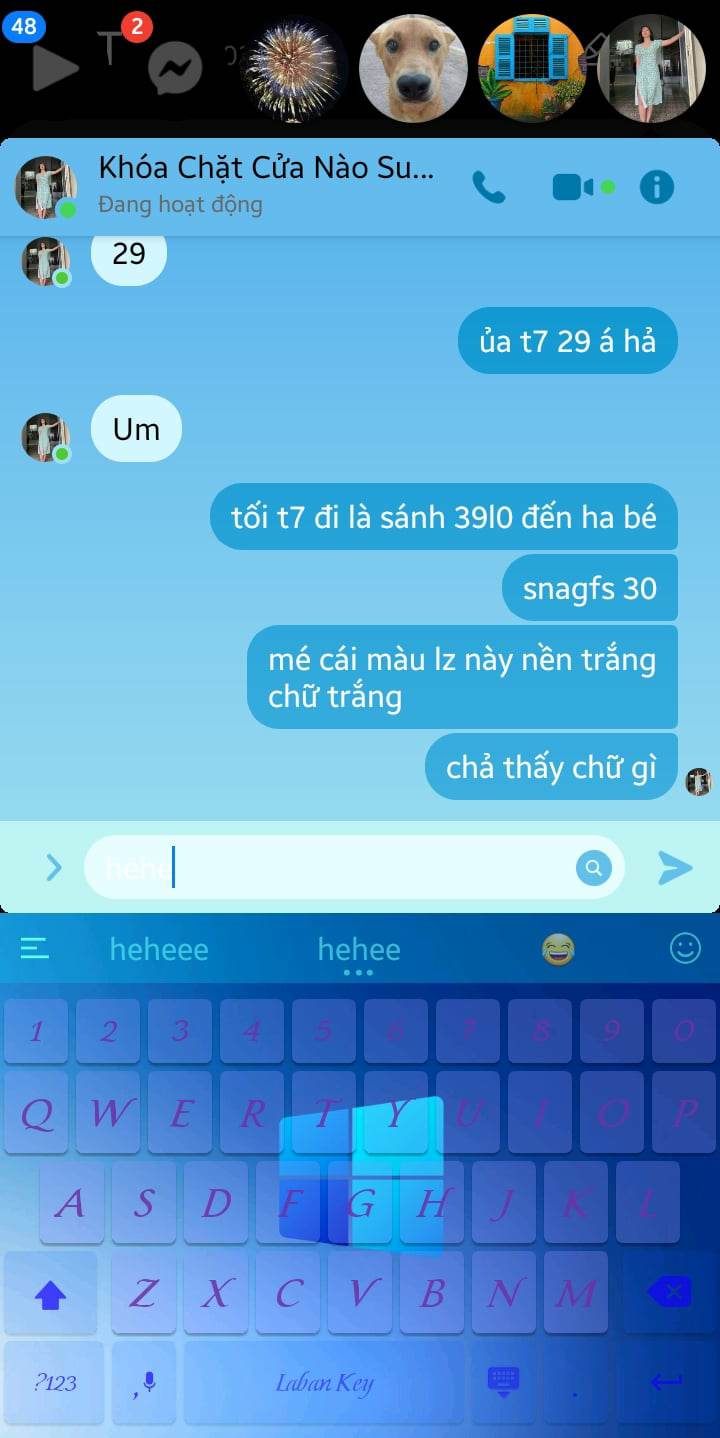 48
2
T
Khóa Chặt Cửa Nào Su...
Đang hoạt động
29
ủa t7 29 á hả
Um
tối t7 đi là sánh 39l0 đến ha bé
snagfs 30
mé cái màu lz này nền trắng
chữ trắng
chả thấy chữ gì
hehe
heheee
hehee
1 2 3 4 5 6 7 8 9 0
Q W E R T Y U I O P
A S D F G H J K L
Z X C V B N M
?123 , Laban Key .